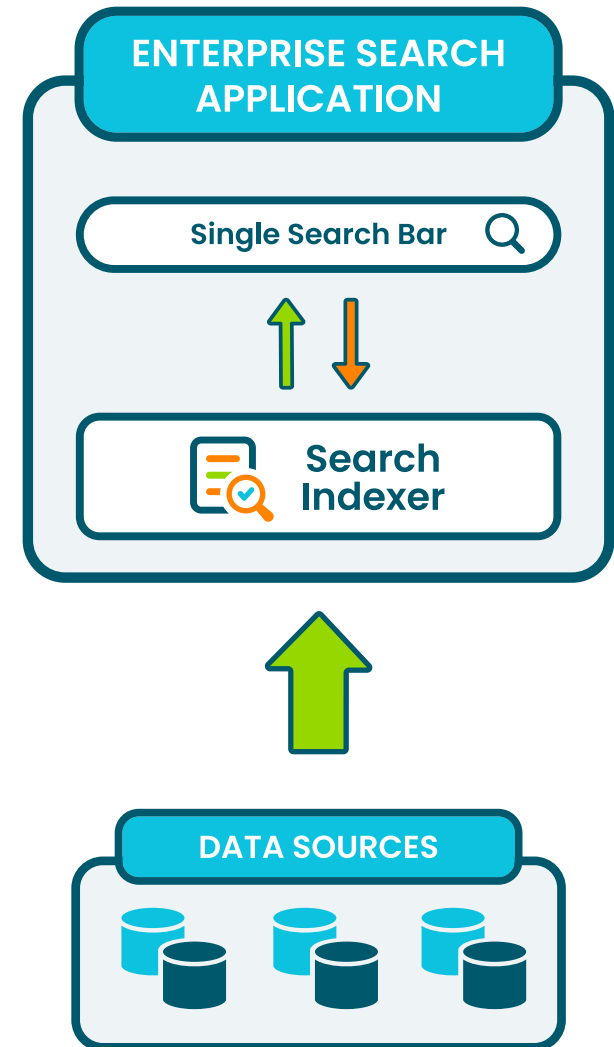 ENTERPRISE SEARCH
APPLICATION
Single Search Bar
Search
Indexer
DATA SOURCES